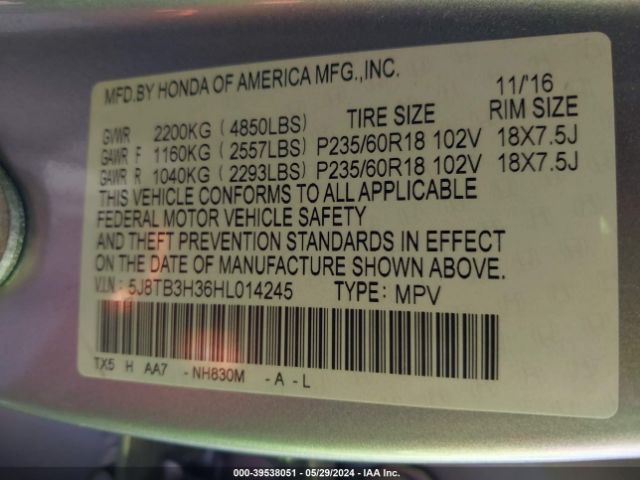 MFD.BY HONDA OF AMERICA MFG.,INC. 11/'16
GVWR 2200KG ( 4850LBS) TIRE SIZE RIM SIZE
GAWR F 1160KG ( 2557LBS) P235/60R18 102V 18X7.5J
GAWR R 1040KG ( 2293LBS) P235/60R18 102V 18X7.5J
THIS VEHICLE CONFORMS TO ALL APPLICABLE
FEDERAL MOTOR VEHICLE SAFETY
AND THEFT PREVENTION STANDARDS IN EFFECT
ON THE DATE OF MANUFACTURE SHOWN ABOVE.
V.I.N.: 5J8TB3H36HL014245 TYPE: MPV
TX5 H AA7 - NH830M - A - L
000-39538051 - 05/29/2024 - IAA Inc.